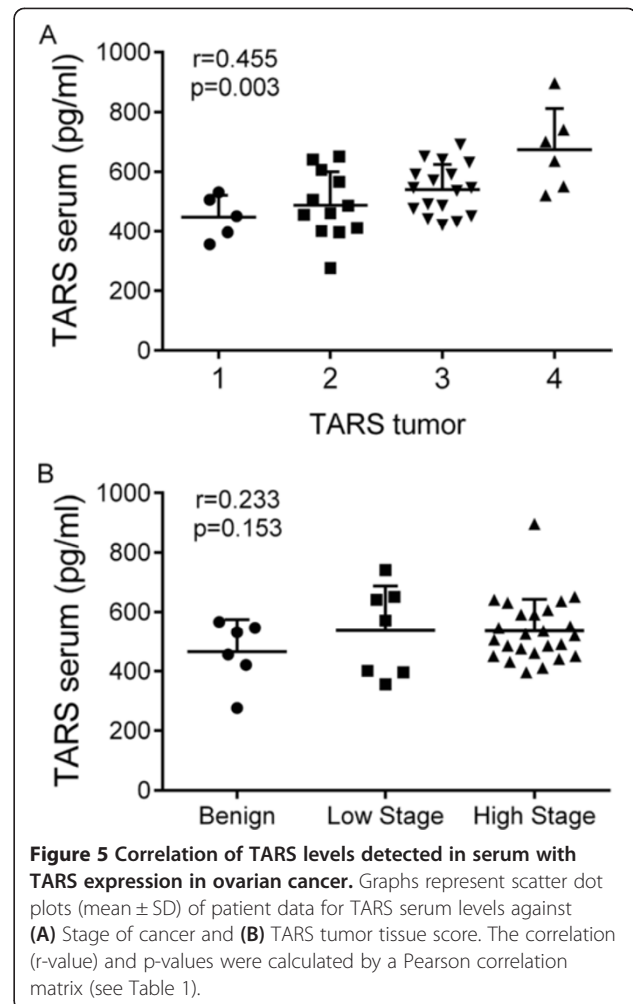 A
1000
800
600
400
200
0
TARS serum (pg/ml)
r=0.455
p=0.003
1 2 3 4
TARS tumor
B
1000
800
600
400
200
0
TARS serum (pg/ml)
r=0.233
p=0.153
Benign Low Stage High Stage
Figure 5 Correlation of TARS levels detected in serum with
TARS expression in ovarian cancer. Graphs represent scatter dot
plots (mean ± SD) of patient data for TARS serum levels against
(A) Stage of cancer and (B) TARS tumor tissue score. The correlation
(r-value) and p-values were calculated by a Pearson correlation
matrix (see Table 1).